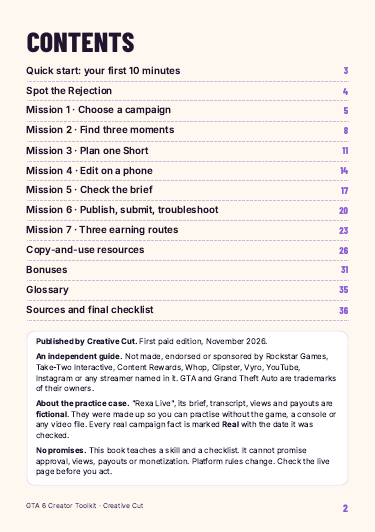 CONTENTS
Quick start: your first 10 minutes 3
Spot the Rejection 4
Mission 1 · Choose a campaign 5
Mission 2 · Find three moments 8
Mission 3 · Plan one Short 11
Mission 4 · Edit on a phone 14
Mission 5 · Check the brief 17
Mission 6 · Publish, submit, troubleshoot 20
Mission 7 · Three earning routes 23
Copy-and-use resources 26
Bonuses 31
Glossary 35
Sources and final checklist 36
Published by Creative Cut. First paid edition, November 2026.
An independent guide. Not made, endorsed or sponsored by Rockstar Games,
Take-Two Interactive, Content Rewards, Whop, Clipster, Vyro, YouTube,
Instagram or any streamer named in it. GTA and Grand Theft Auto are trademarks
of their owners.
About the practice case. "Rexa Live", its brief, transcript, views and payouts are
fictional. They were made up so you can practise without the game, a console or
any video file. Every real campaign fact is marked Real with the date it was
checked.
No promises. This book teaches a skill and a checklist. It cannot promise
approval, views, payouts or monetization. Platform rules change. Check the live
page before you act.
GTA 6 Creator Toolkit · Creative Cut 2